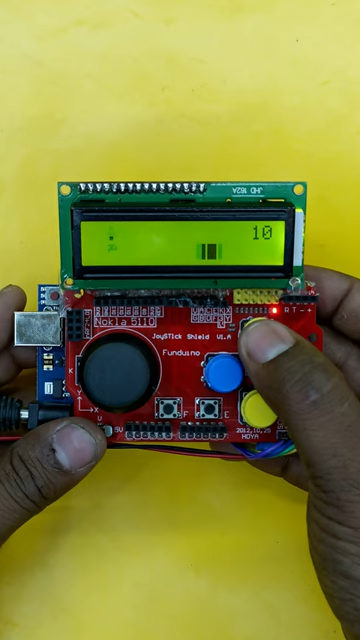 JHD 162A
10
R T - +
Nokia 5110
JoySTIck Shield V1.A
Funduino
K
X
F
E
5V
2012.10.25
HDYA